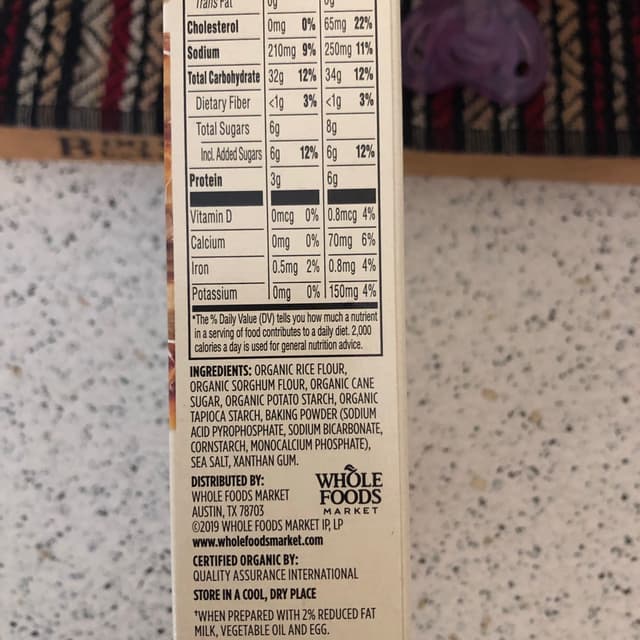 Trans Fat 0g 0g
Cholesterol 0mg 0% 65mg 22%
Sodium 210mg 9% 250mg 11%
Total Carbohydrate 32g 12% 34g 12%
Dietary Fiber <1g 3% <1g 3%
Total Sugars 6g 8g
Incl. Added Sugars 6g 12% 6g 12%
Protein 3g 6g
Vitamin D 0mcg 0% 0.8mcg 4%
Calcium 0mg 0% 70mg 6%
Iron 0.5mg 2% 0.8mg 4%
Potassium 0mg 0% 150mg 4%
*The % Daily Value (DV) tells you how much a nutrient
in a serving of food contributes to a daily diet. 2,000
calories a day is used for general nutrition advice.
INGREDIENTS: ORGANIC RICE FLOUR,
ORGANIC SORGHUM FLOUR, ORGANIC CANE
SUGAR, ORGANIC POTATO STARCH, ORGANIC
TAPIOCA STARCH, BAKING POWDER (SODIUM
ACID PYROPHOSPHATE, SODIUM BICARBONATE,
CORNSTARCH, MONOCALCIUM PHOSPHATE),
SEA SALT, XANTHAN GUM.
DISTRIBUTED BY:
WHOLE FOODS MARKET
AUSTIN, TX 78703
©2019 WHOLE FOODS MARKET IP, LP
www.wholefoodsmarket.com
WHOLE
FOODS
MARKET
CERTIFIED ORGANIC BY:
QUALITY ASSURANCE INTERNATIONAL
STORE IN A COOL, DRY PLACE
*WHEN PREPARED WITH 2% REDUCED FAT
MILK, VEGETABLE OIL AND EGG.